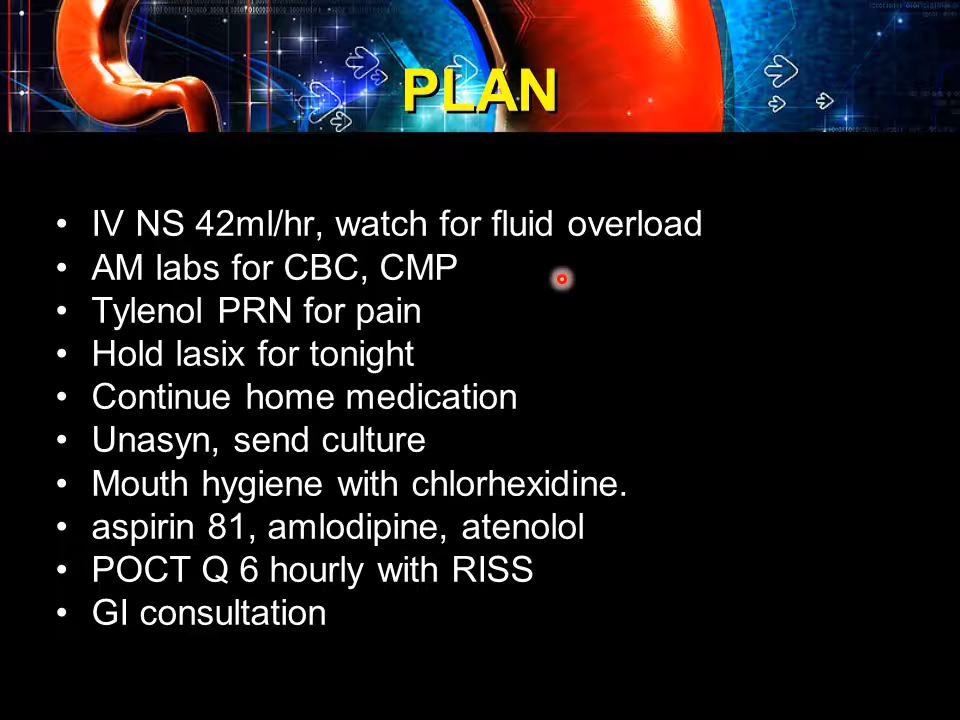 PLAN
• IV NS 42ml/hr, watch for fluid overload
• AM labs for CBC, CMP
• Tylenol PRN for pain
• Hold lasix for tonight
• Continue home medication
• Unasyn, send culture
• Mouth hygiene with chlorhexidine.
• aspirin 81, amlodipine, atenolol
• POCT Q 6 hourly with RISS
• GI consultation